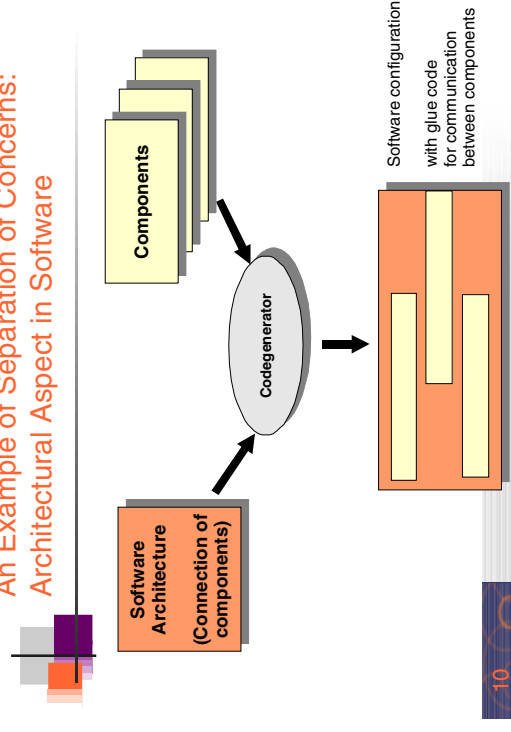 An Example of Separation of Concerns:
Architectural Aspect in Software
Software
Architecture
(Connection of
components)
Components
Codegenerator
Software configuration
with glue code
for communication
between components
10